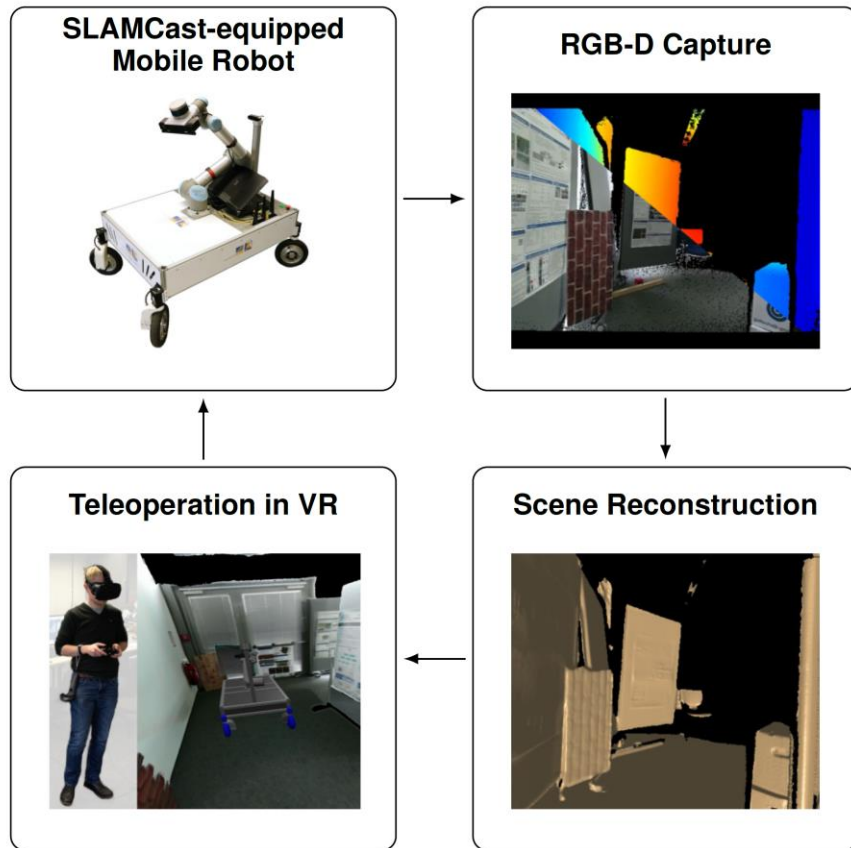 SLAMCast-equipped
Mobile Robot
RGB-D Capture
Teleoperation in VR
Scene Reconstruction